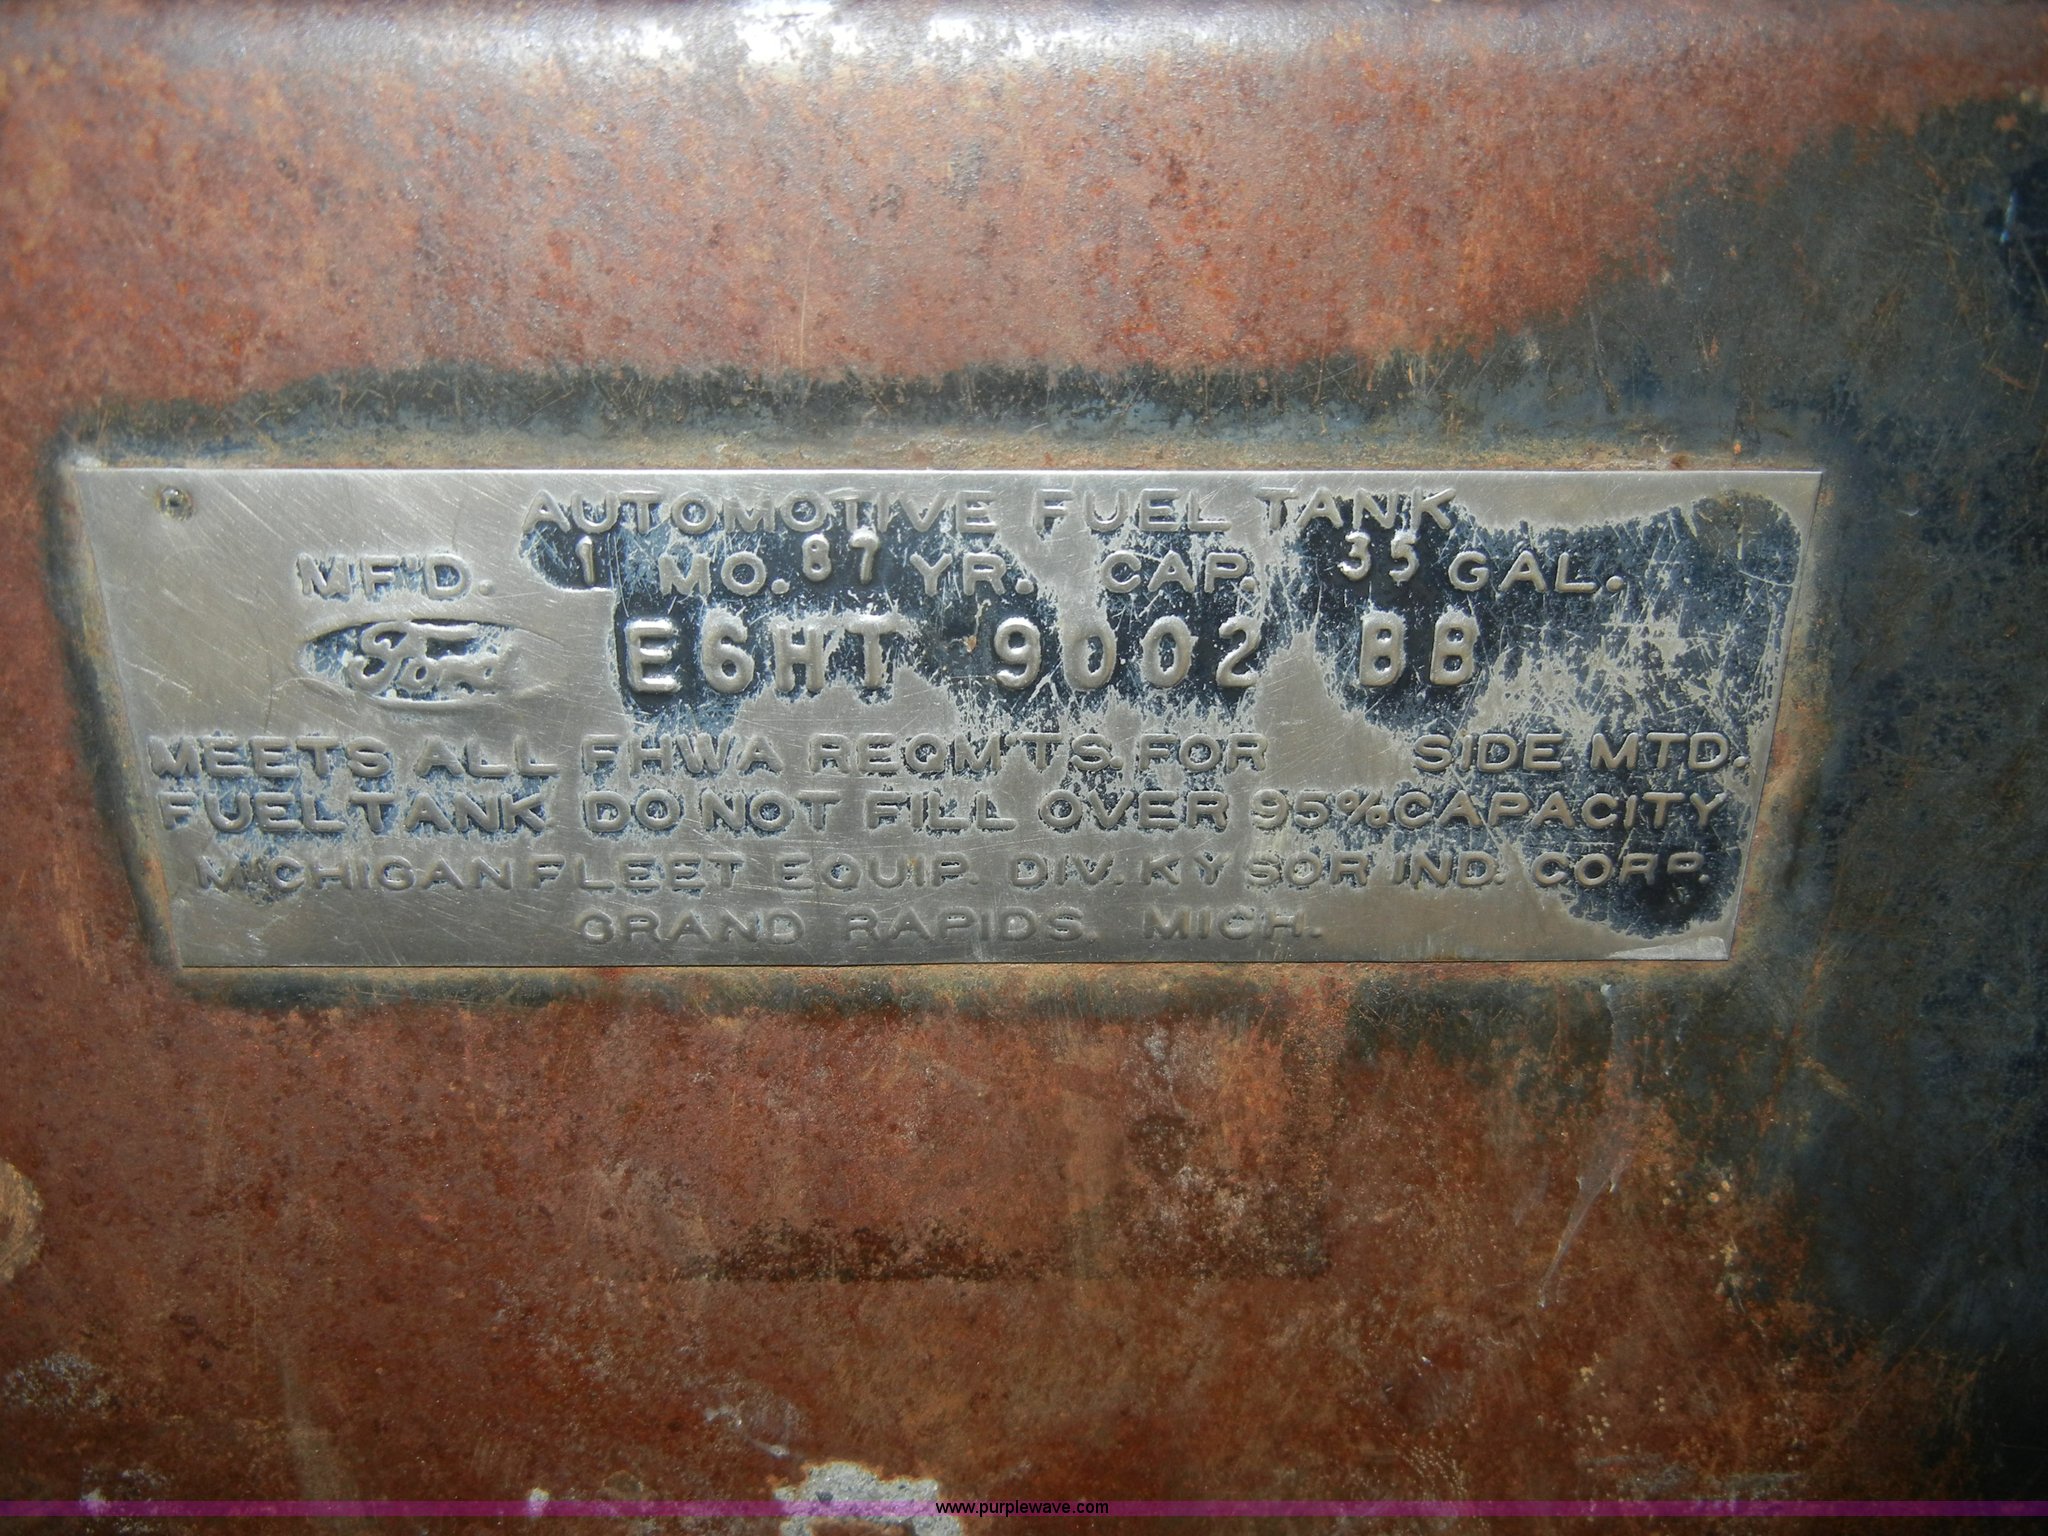 AUTOMOTIVE FUEL TANK
MF'D. 1 MO. 87 YR. CAP. 35 GAL.
Ford E6HT 9002 BB
MEETS ALL FHWA REQM'TS. FOR SIDE MTD.
FUEL TANK DO NOT FILL OVER 95% CAPACITY
MICHIGAN FLEET EQUIP. DIV. KYSOR IND. CORP.
GRAND RAPIDS, MICH.
www.purplewave.com